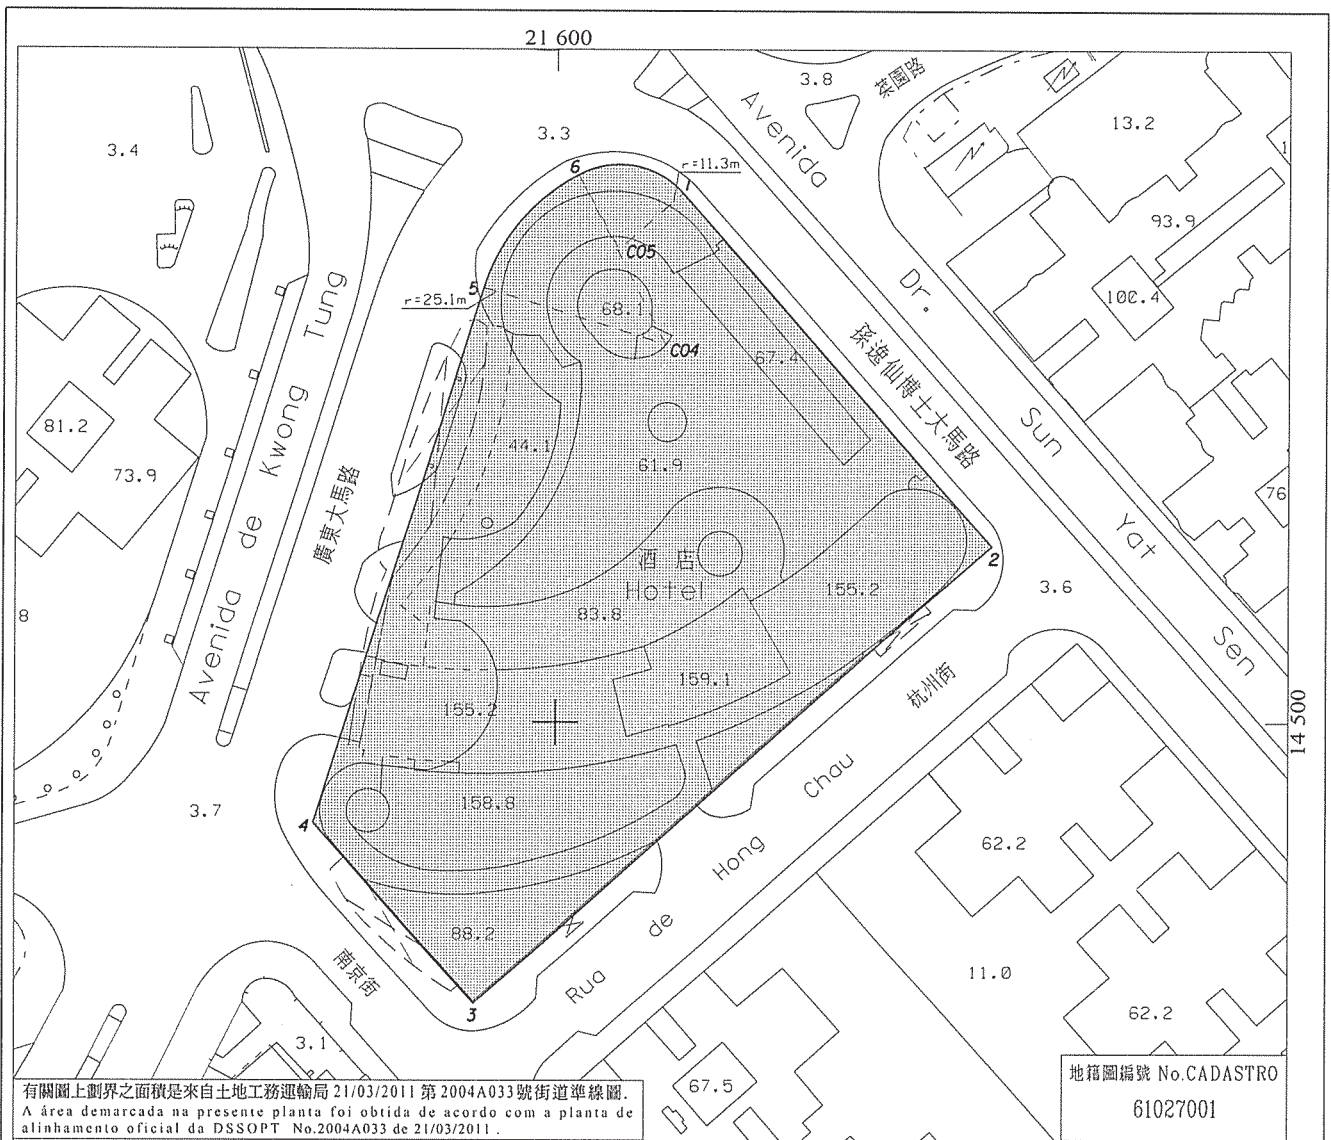 21 600
3.8
菜園路
Avenida
13.2
3.3
3.4
6
r=11.3m
1
1
93.9
C05
Dr.
5
r=25.1m
68.1
100.4
C04
67.4
孫逸仙博士大馬路
Sun
81.2
73.9
Avenida de Kwong Tung
廣東大馬路
44.1
61.9
76
Yat
酒店
Hotel
2
3.6
155.2
83.8
8
Sen
159.1
杭州街
155.2
14 500
Chau
158.8
3.7
4
Hong
62.2
88.2
de
南京街
Rua
11.0
3
62.2
3.1
67.5
有關圖上劃界之面積是來自土地工務運輸局 21/03/2011 第 2004A033 號街道準線圖.
A área demarcada na presente planta foi obtida de acordo com a planta de
alinhamento oficial da DSSOPT No.2004A033 de 21/03/2011 .
地籍圖編號 No.CADASTRO
61027001